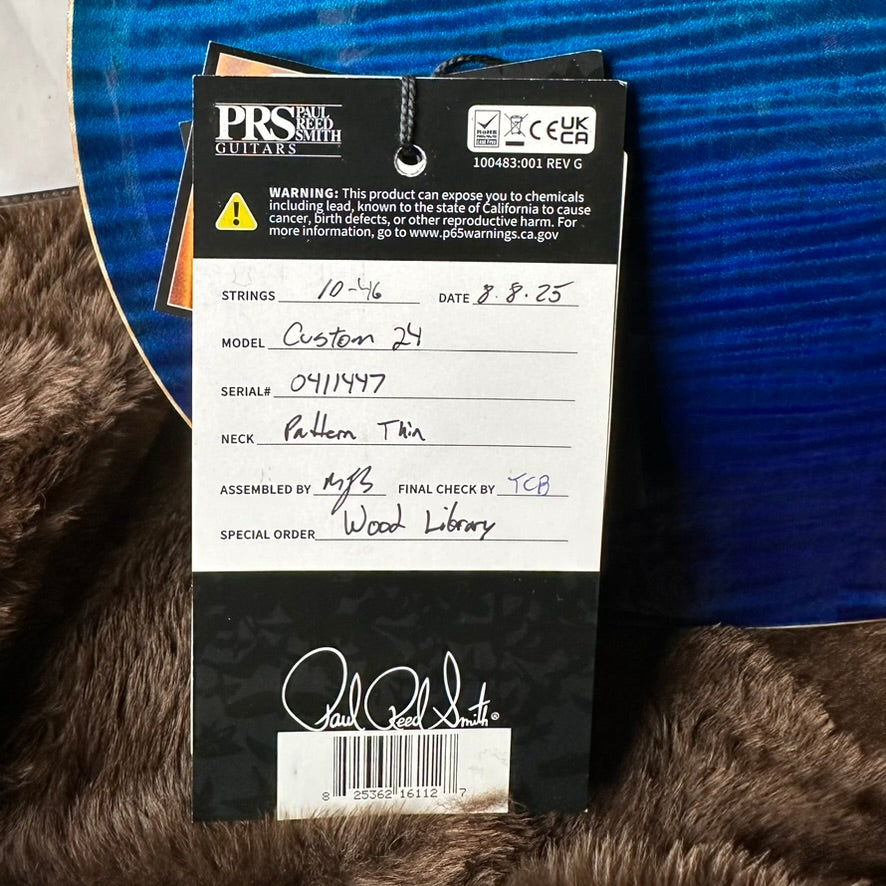 PRS PAUL REED SMITH
GUITARS
RoHS
Lead Free
CE UK CA
100483:001 REV G
WARNING: This product can expose you to chemicals
including lead, known to the state of California to cause
cancer, birth defects, or other reproductive harm. For
more information, go to www.p65warnings.ca.gov
STRINGS 10-46 DATE 8.8.25
MODEL Custom 24
SERIAL# 0411447
NECK Pattern Thin
ASSEMBLED BY MJB FINAL CHECK BY TCB
SPECIAL ORDER Wood Library
Paul Reed Smith®
8 25362 16112 7